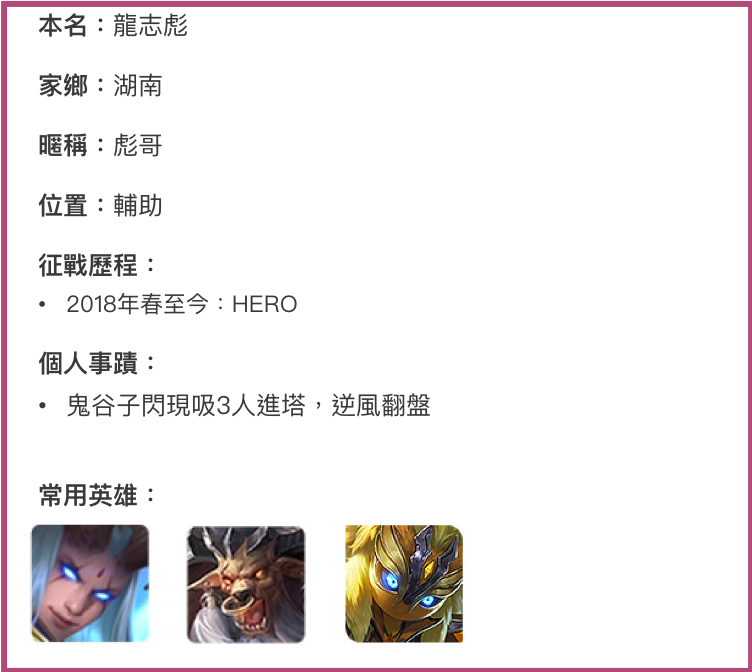 本名：龍志彪
家鄉：湖南
暱稱：彪哥
位置：輔助
征戰歷程：
• 2018年春至今：HERO
個人事蹟：
• 鬼谷子閃現吸3人進塔，逆風翻盤
常用英雄：